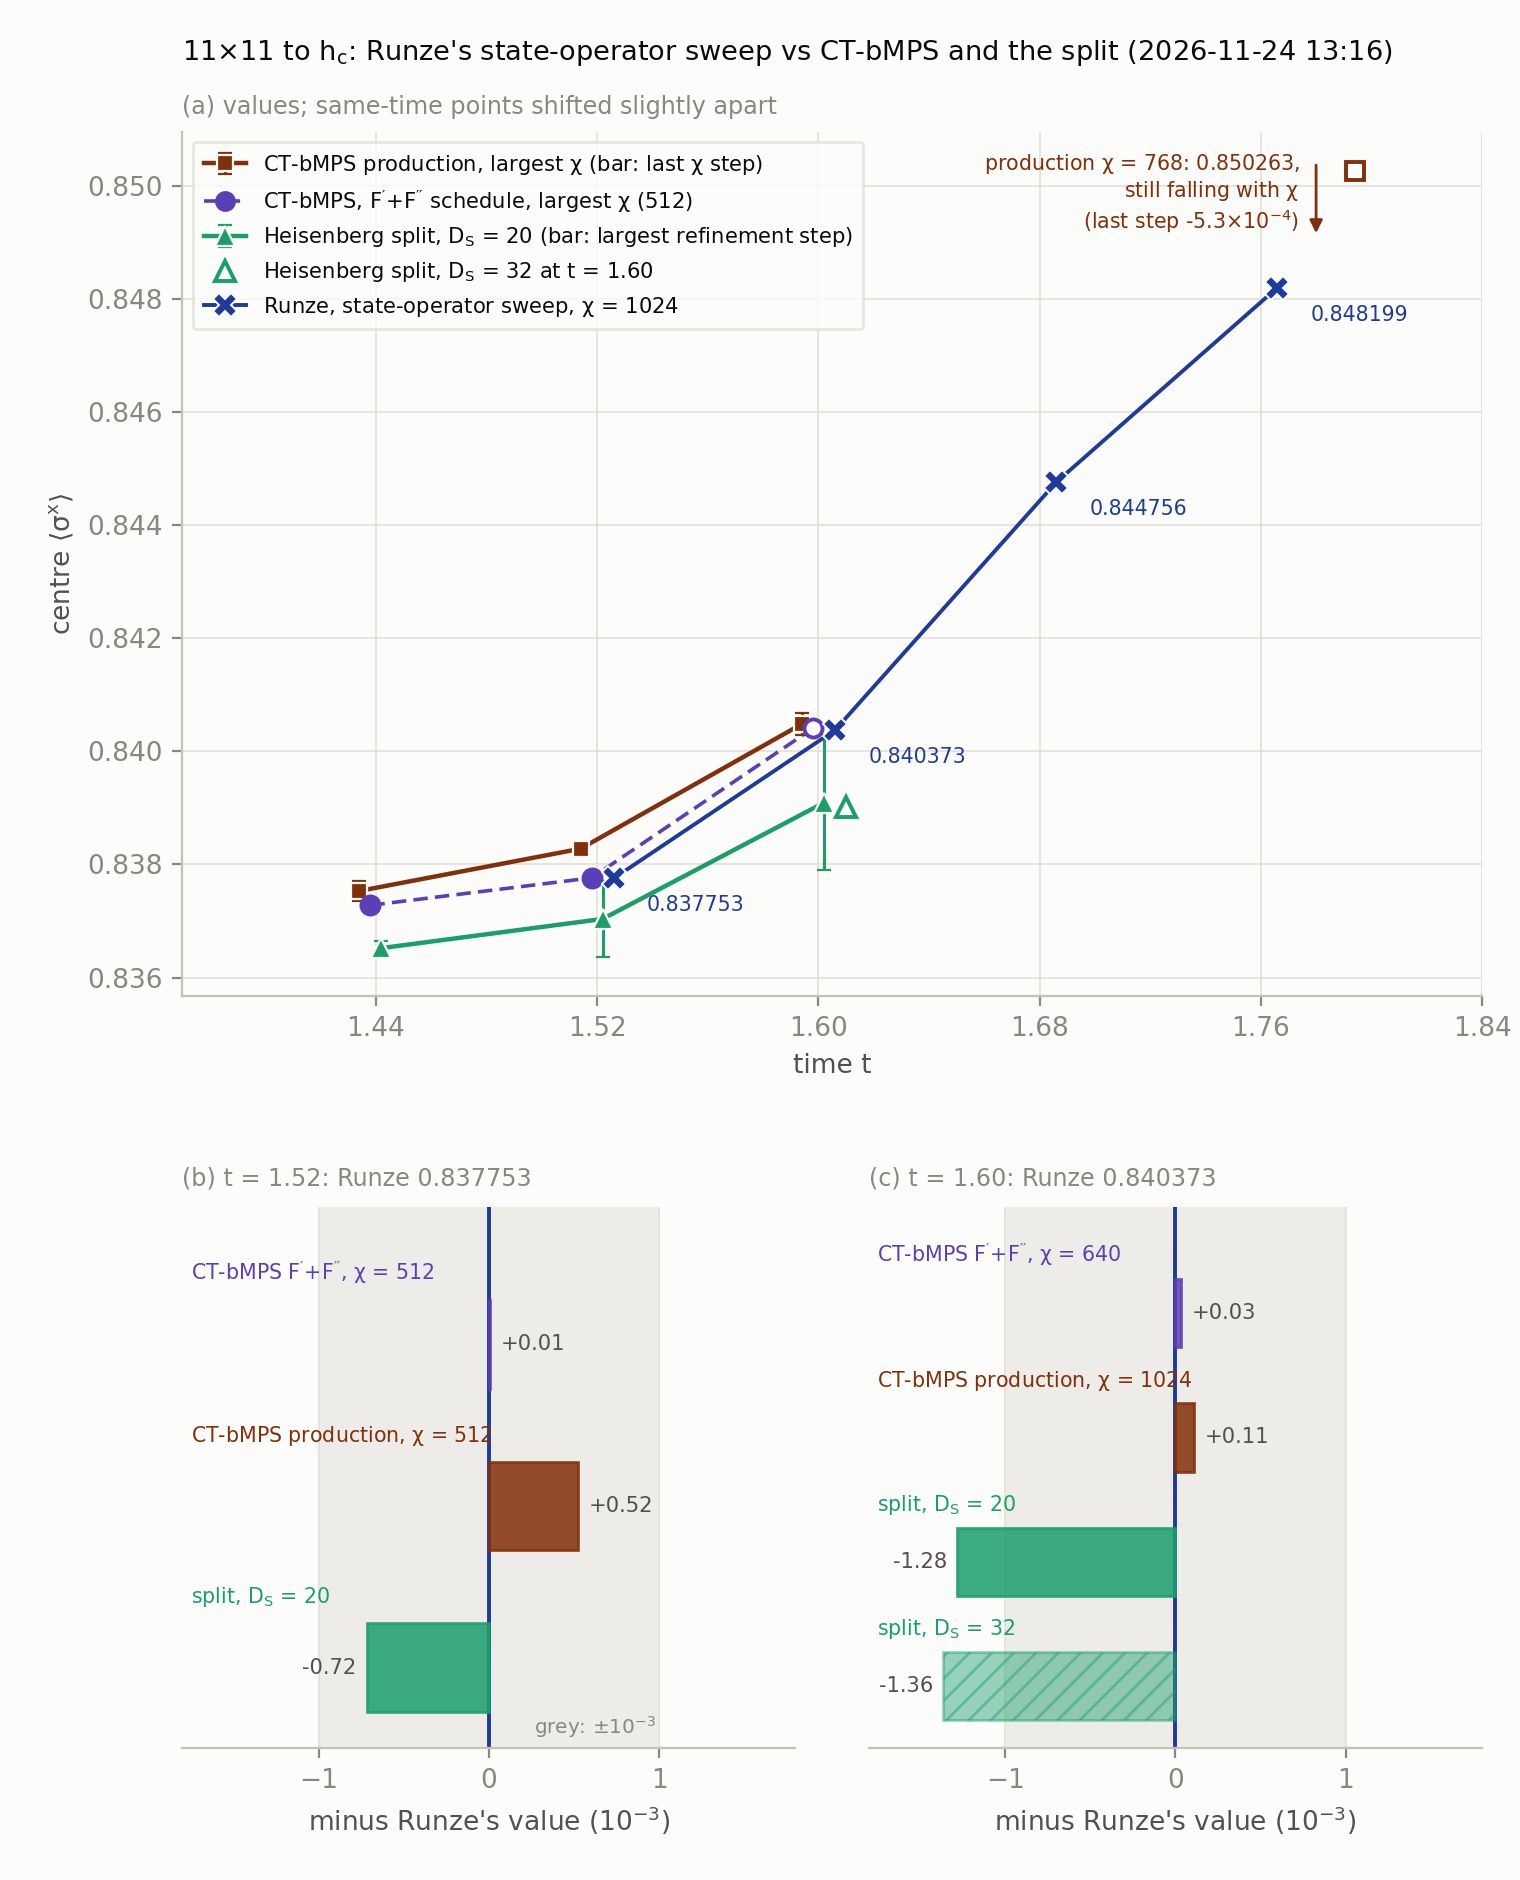 11×11 to h_c: Runze's state-operator sweep vs CT-bMPS and the split (2026-11-24 13:16)
(a) values; same-time points shifted slightly apart
CT-bMPS production, largest χ (bar: last χ step)
CT-bMPS, F′+F″ schedule, largest χ (512)
Heisenberg split, D_S = 20 (bar: largest refinement step)
Heisenberg split, D_S = 32 at t = 1.60
Runze, state-operator sweep, χ = 1024
production χ = 768: 0.850263,
still falling with χ
(last step -5.3×10⁻⁴)
0.850
0.848
0.846
0.844
0.842
0.840
0.838
0.836
centre ⟨σˣ⟩
0.848199
0.844756
0.840373
0.837753
1.44
1.52
1.60
1.68
1.76
1.84
time t
(b) t = 1.52: Runze 0.837753
CT-bMPS F′+F″, χ = 512
+0.01
CT-bMPS production, χ = 512
+0.52
split, D_S = 20
-0.72
grey: ±10⁻³
−1
0
1
minus Runze's value (10⁻³)
(c) t = 1.60: Runze 0.840373
CT-bMPS F′+F″, χ = 640
+0.03
CT-bMPS production, χ = 1024
+0.11
split, D_S = 20
-1.28
split, D_S = 32
-1.36
−1
0
1
minus Runze's value (10⁻³)